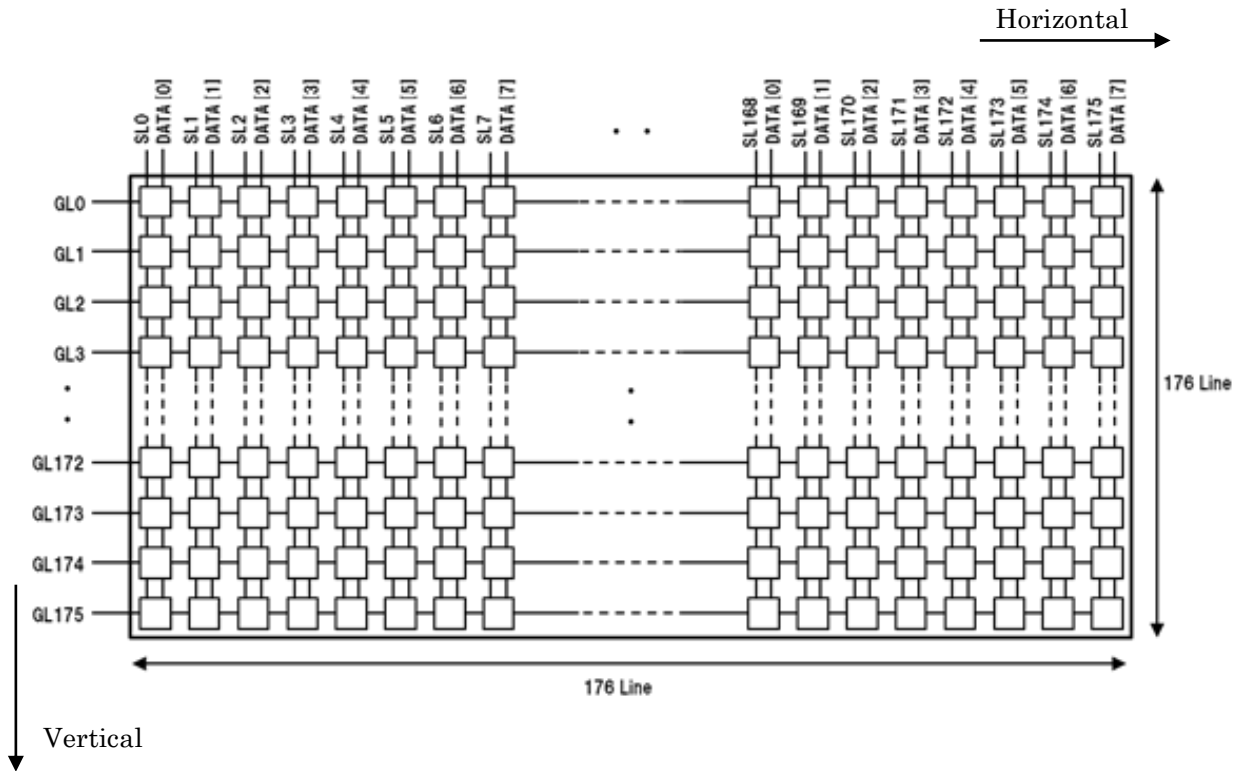 Horizontal
SL0 DATA [0] SL1 DATA [1] SL2 DATA [2] SL3 DATA [3] SL4 DATA [4] SL5 DATA [5] SL6 DATA [6] SL7 DATA [7] SL168 DATA [0] SL169 DATA [1] SL170 DATA [2] SL171 DATA [3] SL172 DATA [4] SL173 DATA [5] SL174 DATA [6] SL175 DATA [7]
GL0
GL1
GL2
GL3
176 Line
GL172
GL173
GL174
GL175
176 Line
Vertical